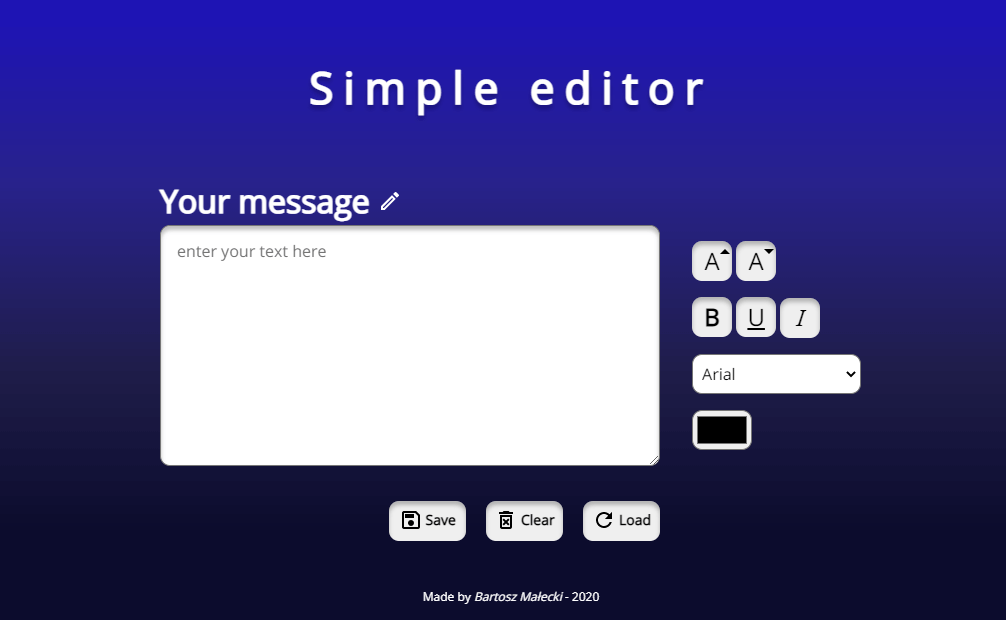 Simple editor
Your message
enter your text here
A A
B U I
Arial
Save Clear Load
Made by Bartosz Małecki - 2020